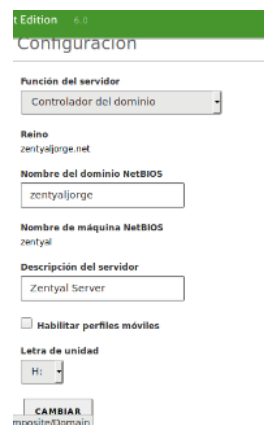 t Edition 6.0
Configuración
Función del servidor
Controlador del dominio
Reino
zentyaljorge.net
Nombre del dominio NetBIOS
zentyaljorge
Nombre de máquina NetBIOS
zentyal
Descripción del servidor
Zentyal Server
Habilitar perfiles móviles
Letra de unidad
H:
CAMBIAR
mposite/Domain